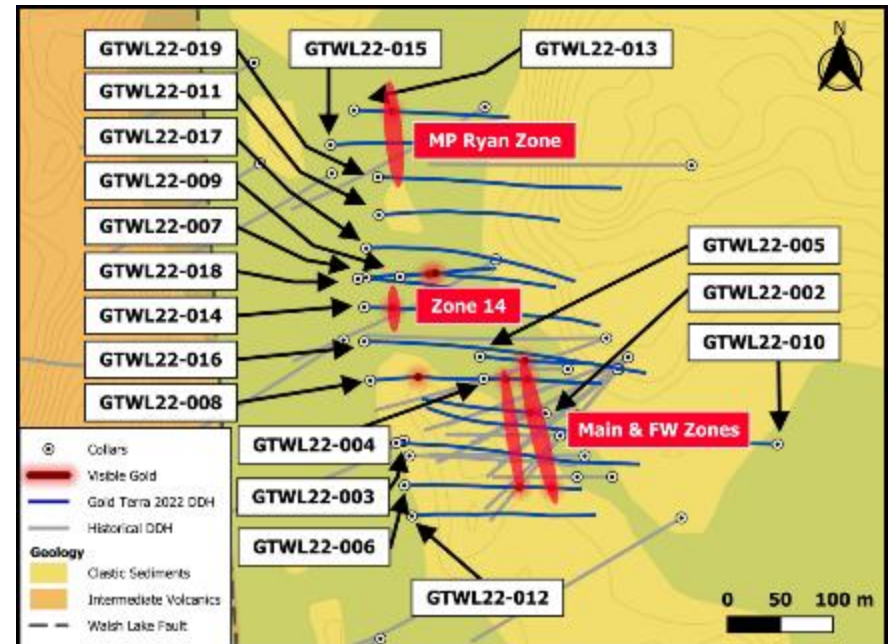 N
GTWL22-019
GTWL22-015
GTWL22-013
GTWL22-011
GTWL22-017
GTWL22-009
GTWL22-007
GTWL22-018
GTWL22-014
GTWL22-016
GTWL22-008
MP Ryan Zone
GTWL22-005
GTWL22-002
Zone 14
GTWL22-010
Main & FW Zones
GTWL22-004
GTWL22-003
GTWL22-006
GTWL22-012
Collars
Visible Gold
Gold Terra 2022 DDH
Historical DDH
Geology
Clastic Sediments
Intermediate Volcanics
Walsh Lake Fault
0 50 100 m